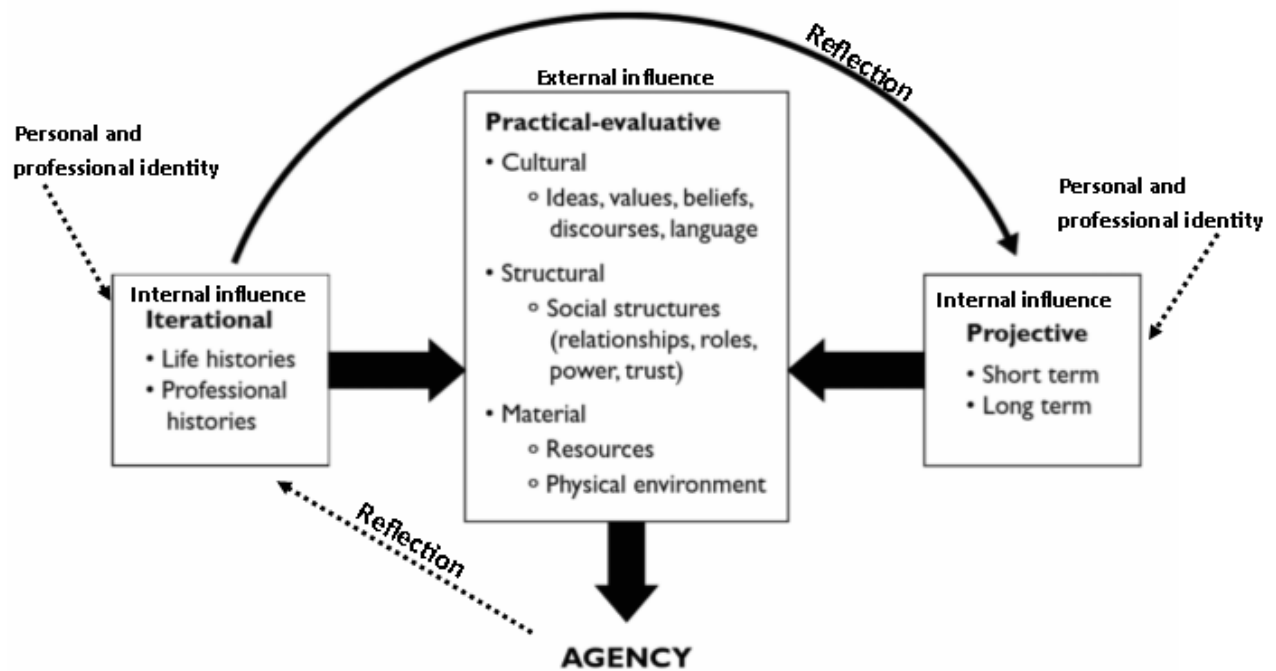 Reflection
External influence
Practical-evaluative
• Cultural
◦ Ideas, values, beliefs,
discourses, language
• Structural
◦ Social structures
(relationships, roles,
power, trust)
• Material
◦ Resources
◦ Physical environment
Personal and
professional identity
Internal influence
Iterational
• Life histories
• Professional
histories
Personal and
professional identity
Internal influence
Projective
• Short term
• Long term
Reflection
AGENCY